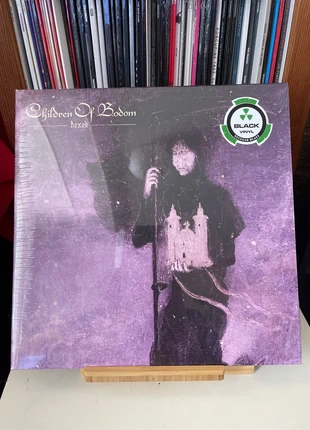 Children Of Bodom
hexed
BLACK
VINYL